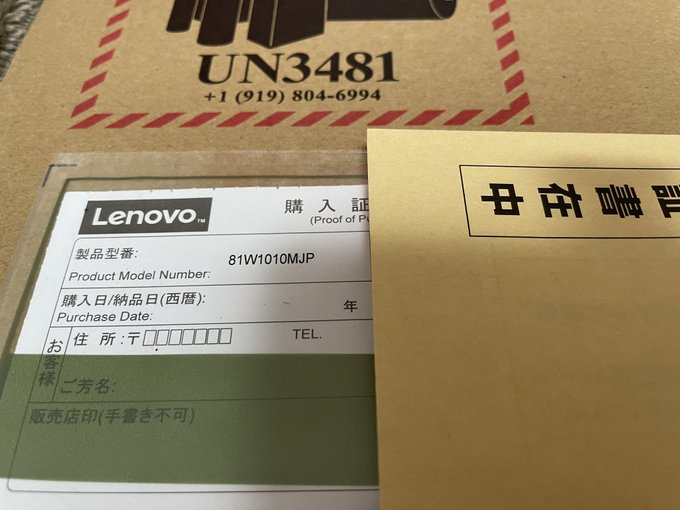 UN3481
+1 (919) 804-6994
Lenovo™
購入証
(Proof of Pu
製品型番:
Product Model Number:
81W1010MJP
購入日/納品日(西暦):
年
Purchase Date:
お客様
住 所:〒□□□□□□□
TEL.
ご芳名:
販売店印(手書き不可)
証書在中